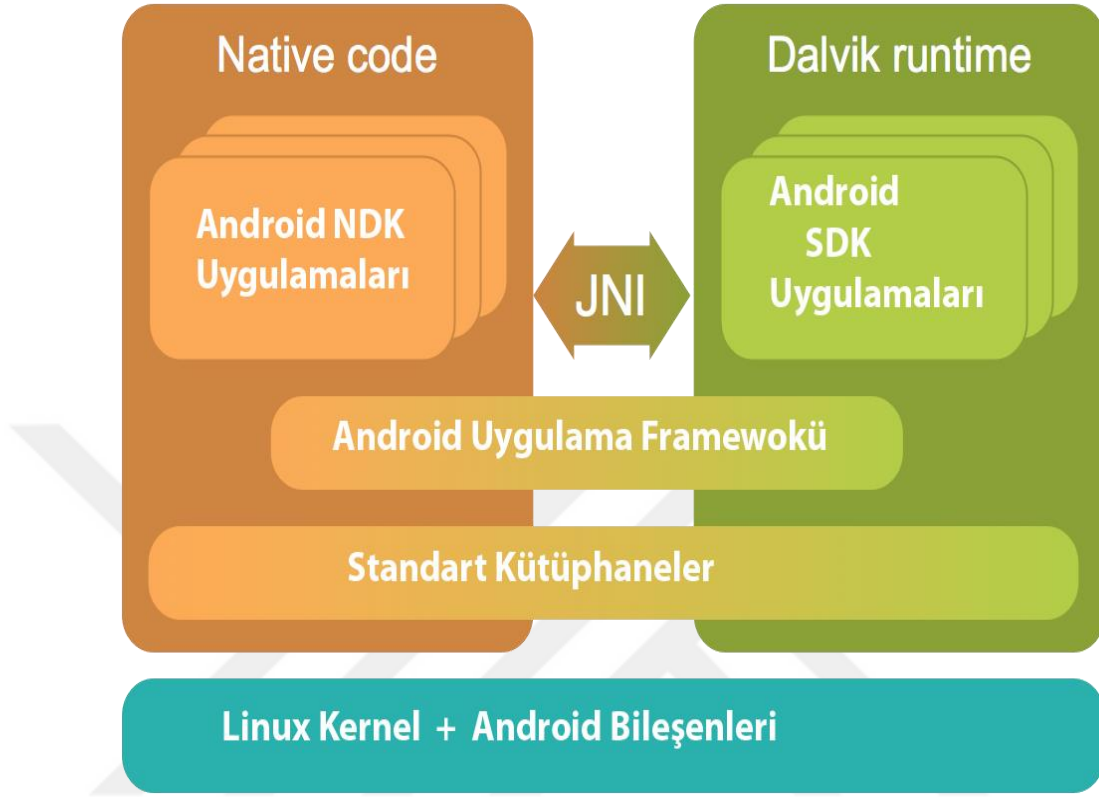 Native code
Dalvik runtime
Android NDK
Uygulamaları
JNI
Android
SDK
Uygulamaları
Android Uygulama Framewokü
Standart Kütüphaneler
Linux Kernel + Android Bileşenleri